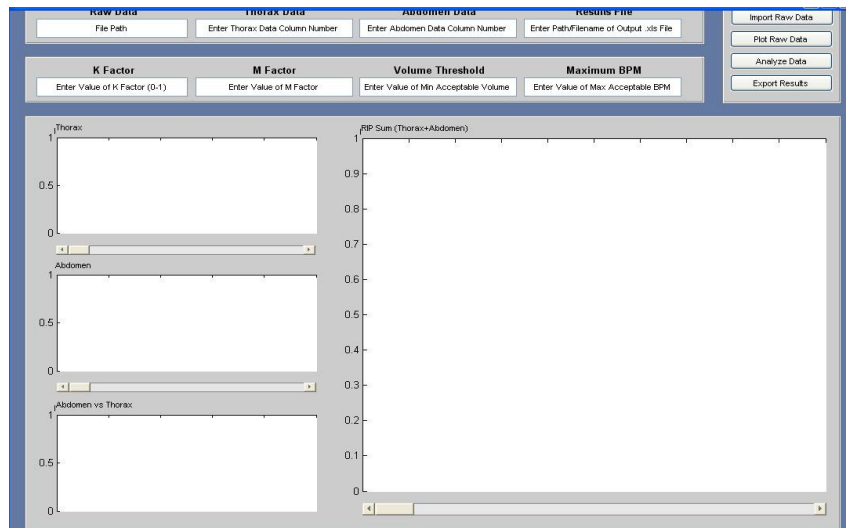 Raw Data Thorax Data Abdomen Data Results File
File Path Enter Thorax Data Column Number Enter Abdomen Data Column Number Enter Path/Filename of Output .xls File
K Factor M Factor Volume Threshold Maximum BPM
Enter Value of K Factor (0-1) Enter Value of M Factor Enter Value of Min Acceptable Volume Enter Value of Max Acceptable BPM
Import Raw Data
Plot Raw Data
Analyze Data
Export Results
Thorax
1
0.5
0
Abdomen
1
0.5
0
Abdomen vs Thorax
1
0.5
0
RIP Sum (Thorax+Abdomen)
1
0.9
0.8
0.7
0.6
0.5
0.4
0.3
0.2
0.1
0